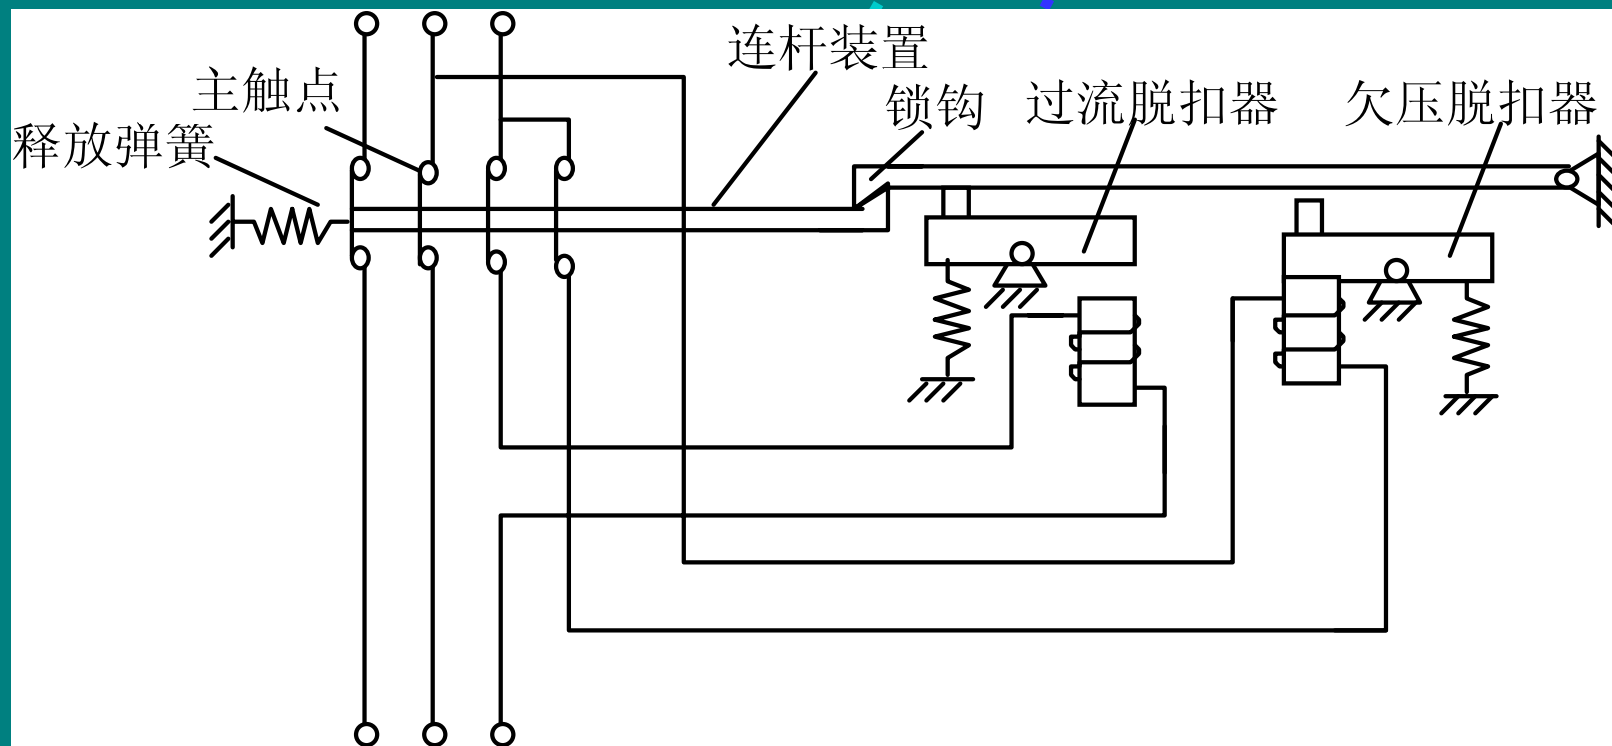 连杆装置
主触点
锁钩
过流脱扣器
欠压脱扣器
释放弹簧